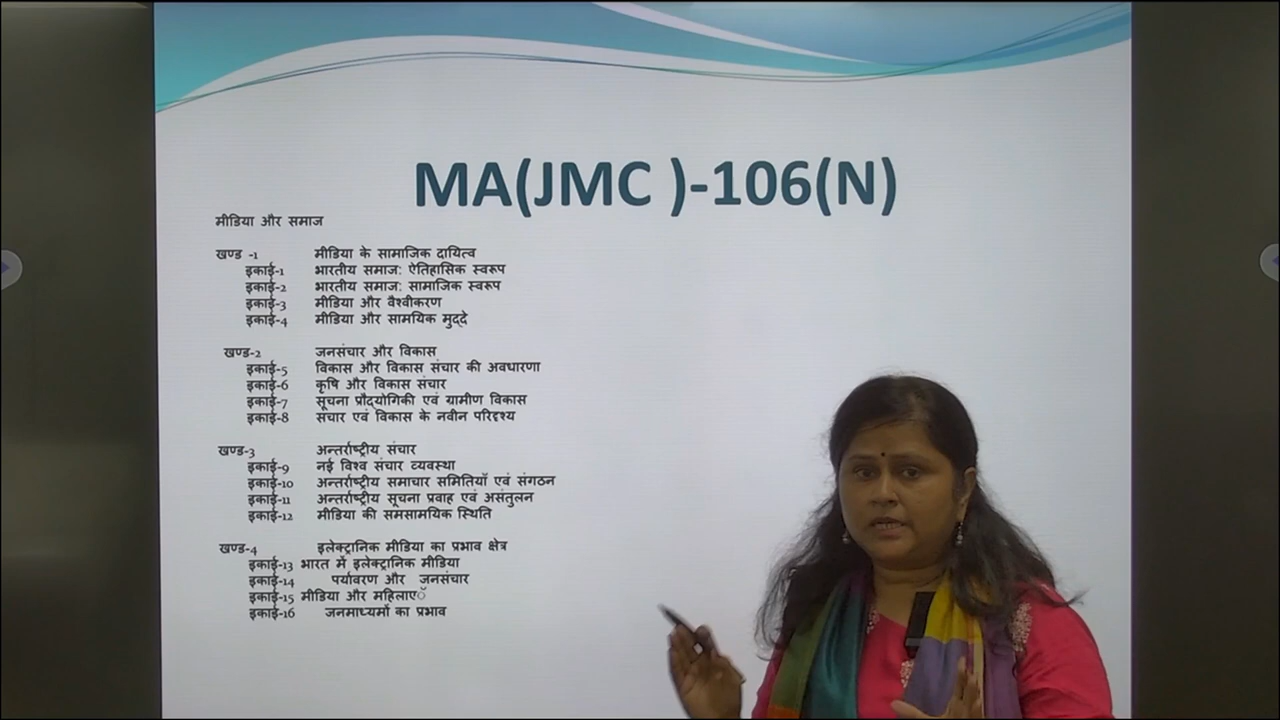 MA(JMC )-106(N)
मीडिया और समाज
खण्ड -1 मीडिया के सामाजिक दायित्व
इकाई-1 भारतीय समाज: ऐतिहासिक स्वरूप
इकाई-2 भारतीय समाज: सामाजिक स्वरूप
इकाई-3 मीडिया और वैश्वीकरण
इकाई-4 मीडिया और सामयिक मुद्दे
खण्ड-2 जनसंचार और विकास
इकाई-5 विकास और विकास संचार की अवधारणा
इकाई-6 कृषि और विकास संचार
इकाई-7 सूचना प्रौद्योगिकी एवं ग्रामीण विकास
इकाई-8 संचार एवं विकास के नवीन परिदृश्य
खण्ड-3 अन्तर्राष्ट्रीय संचार
इकाई-9 नई विश्व संचार व्यवस्था
इकाई-10 अन्तर्राष्ट्रीय समाचार समितियाँ एवं संगठन
इकाई-11 अन्तर्राष्ट्रीय सूचना प्रवाह एवं असंतुलन
इकाई-12 मीडिया की समसामयिक स्थिति
खण्ड-4 इलेक्ट्रानिक मीडिया का प्रभाव क्षेत्र
इकाई-13 भारत में इलेक्ट्रानिक मीडिया
इकाई-14 पर्यावरण और जनसंचार
इकाई-15 मीडिया और महिलाएॅ
इकाई-16 जनमाध्यमों का प्रभाव